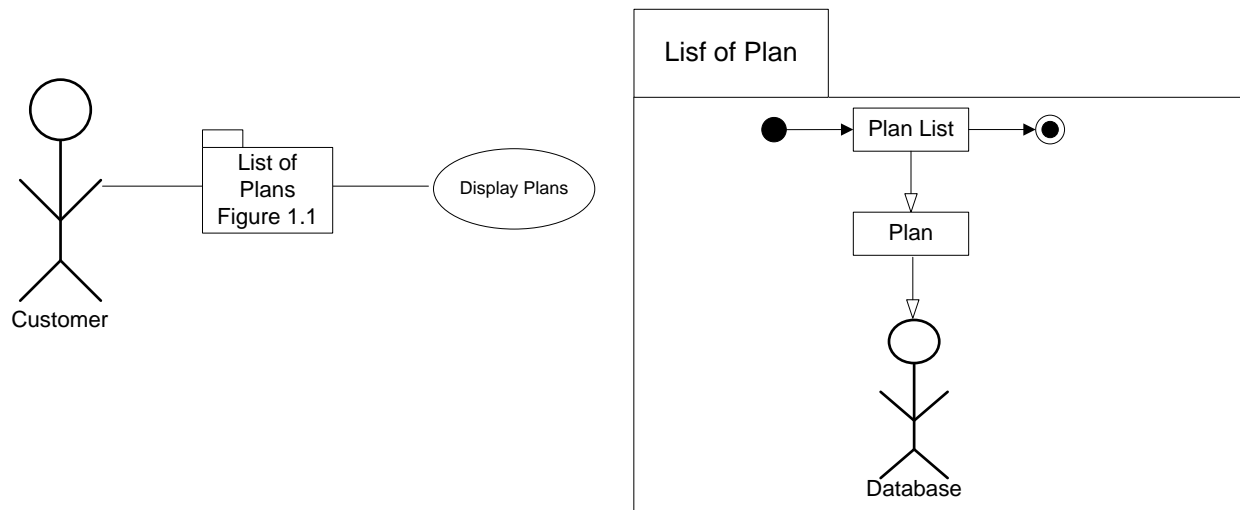 List of
Plans
Figure 1.1
Display Plans
Customer
Lisf of Plan
Plan List
Plan
Database